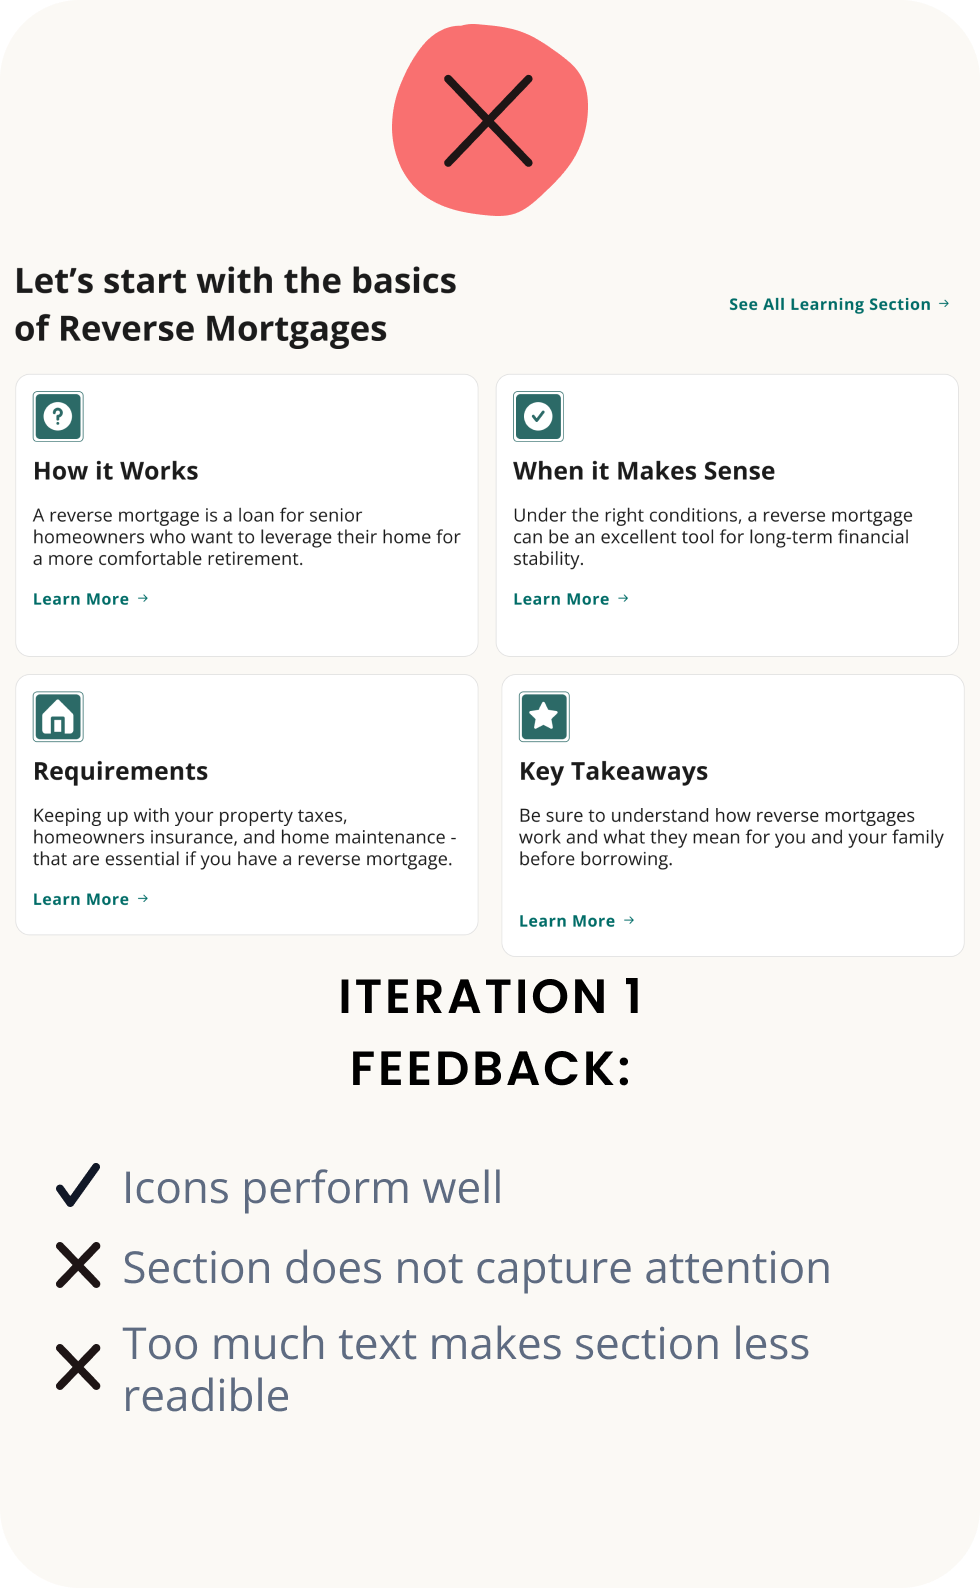 Let’s start with the basics
of Reverse Mortgages
See All Learning Section →
How it Works
A reverse mortgage is a loan for senior
homeowners who want to leverage their home for
a more comfortable retirement.
Learn More →
When it Makes Sense
Under the right conditions, a reverse mortgage
can be an excellent tool for long-term financial
stability.
Learn More →
Requirements
Keeping up with your property taxes,
homeowners insurance, and home maintenance -
that are essential if you have a reverse mortgage.
Learn More →
Key Takeaways
Be sure to understand how reverse mortgages
work and what they mean for you and your family
before borrowing.
Learn More →
ITERATION 1
FEEDBACK:
Icons perform well
Section does not capture attention
Too much text makes section less
readible